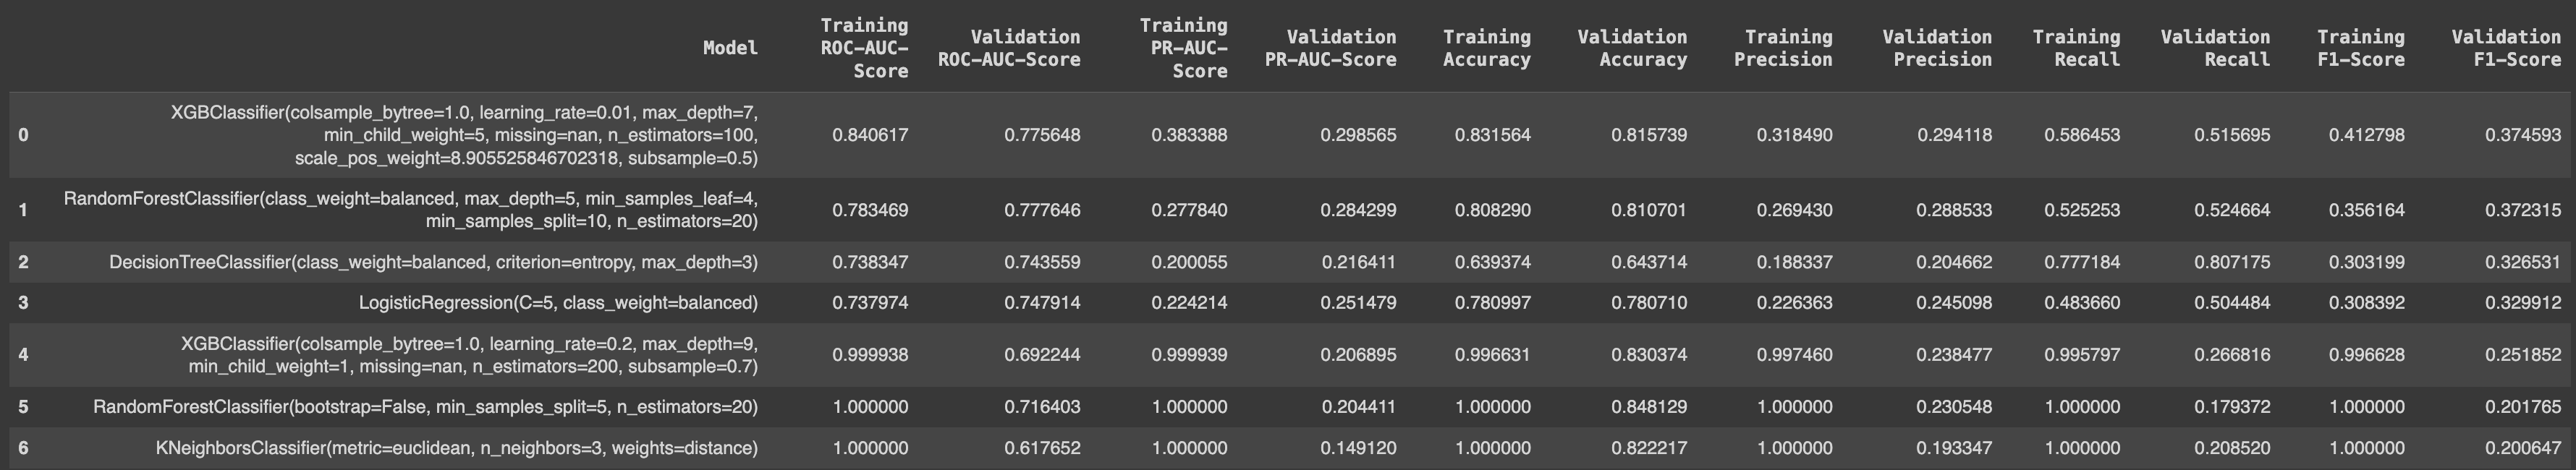 Model Training ROC-AUC-Score Validation ROC-AUC-Score Training PR-AUC-Score Validation PR-AUC-Score Training Accuracy Validation Accuracy Training Precision Validation Precision Training Recall Validation Recall Training F1-Score Validation F1-Score
0 XGBClassifier(colsample_bytree=1.0, learning_rate=0.01, max_depth=7,
min_child_weight=5, missing=nan, n_estimators=100,
scale_pos_weight=8.905525846702318, subsample=0.5) 0.840617 0.775648 0.383388 0.298565 0.831564 0.815739 0.318490 0.294118 0.586453 0.515695 0.412798 0.374593
1 RandomForestClassifier(class_weight=balanced, max_depth=5, min_samples_leaf=4,
min_samples_split=10, n_estimators=20) 0.783469 0.777646 0.277840 0.284299 0.808290 0.810701 0.269430 0.288533 0.525253 0.524664 0.356164 0.372315
2 DecisionTreeClassifier(class_weight=balanced, criterion=entropy, max_depth=3) 0.738347 0.743559 0.200055 0.216411 0.639374 0.643714 0.188337 0.204662 0.777184 0.807175 0.303199 0.326531
3 LogisticRegression(C=5, class_weight=balanced) 0.737974 0.747914 0.224214 0.251479 0.780997 0.780710 0.226363 0.245098 0.483660 0.504484 0.308392 0.329912
4 XGBClassifier(colsample_bytree=1.0, learning_rate=0.2, max_depth=9,
min_child_weight=1, missing=nan, n_estimators=200, subsample=0.7) 0.999938 0.692244 0.999939 0.206895 0.996631 0.830374 0.997460 0.238477 0.995797 0.266816 0.996628 0.251852
5 RandomForestClassifier(bootstrap=False, min_samples_split=5, n_estimators=20) 1.000000 0.716403 1.000000 0.204411 1.000000 0.848129 1.000000 0.230548 1.000000 0.179372 1.000000 0.201765
6 KNeighborsClassifier(metric=euclidean, n_neighbors=3, weights=distance) 1.000000 0.617652 1.000000 0.149120 1.000000 0.822217 1.000000 0.193347 1.000000 0.208520 1.000000 0.200647